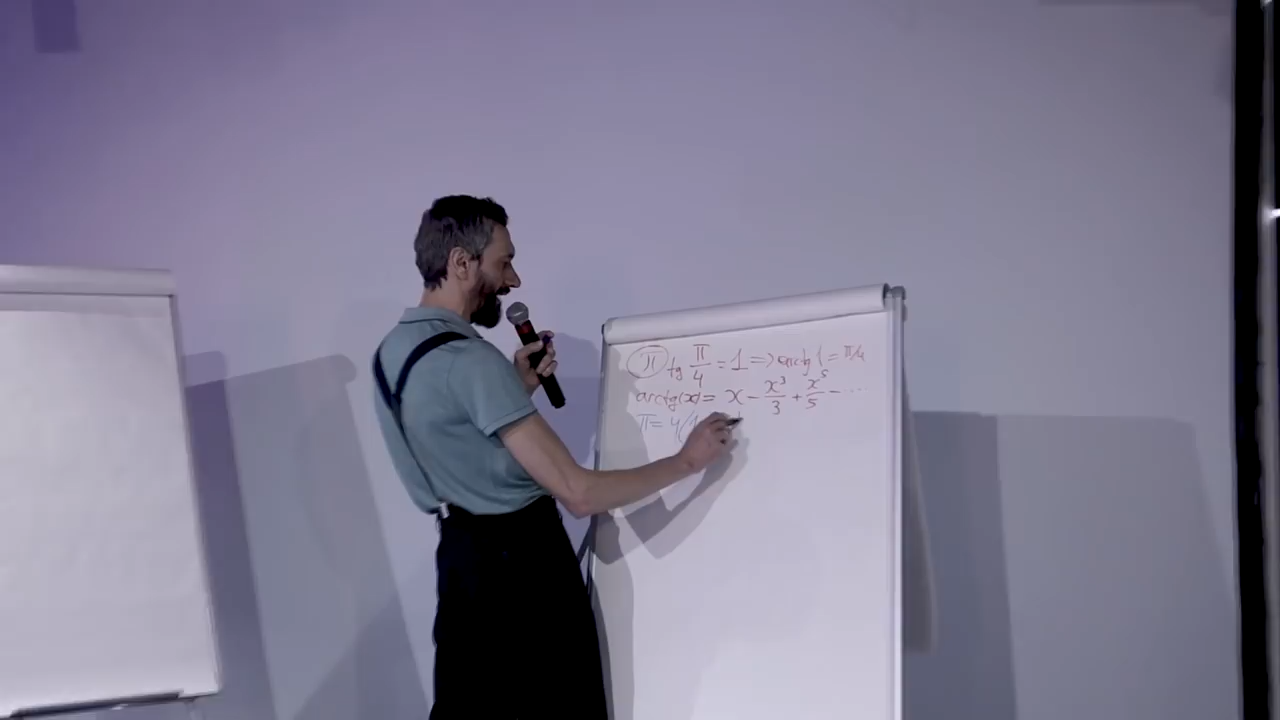 π tg π/4 = 1 => arctg 1 = π/4
arctg(x) = x - x³/3 + x⁵/5 - ...
π = 4(1